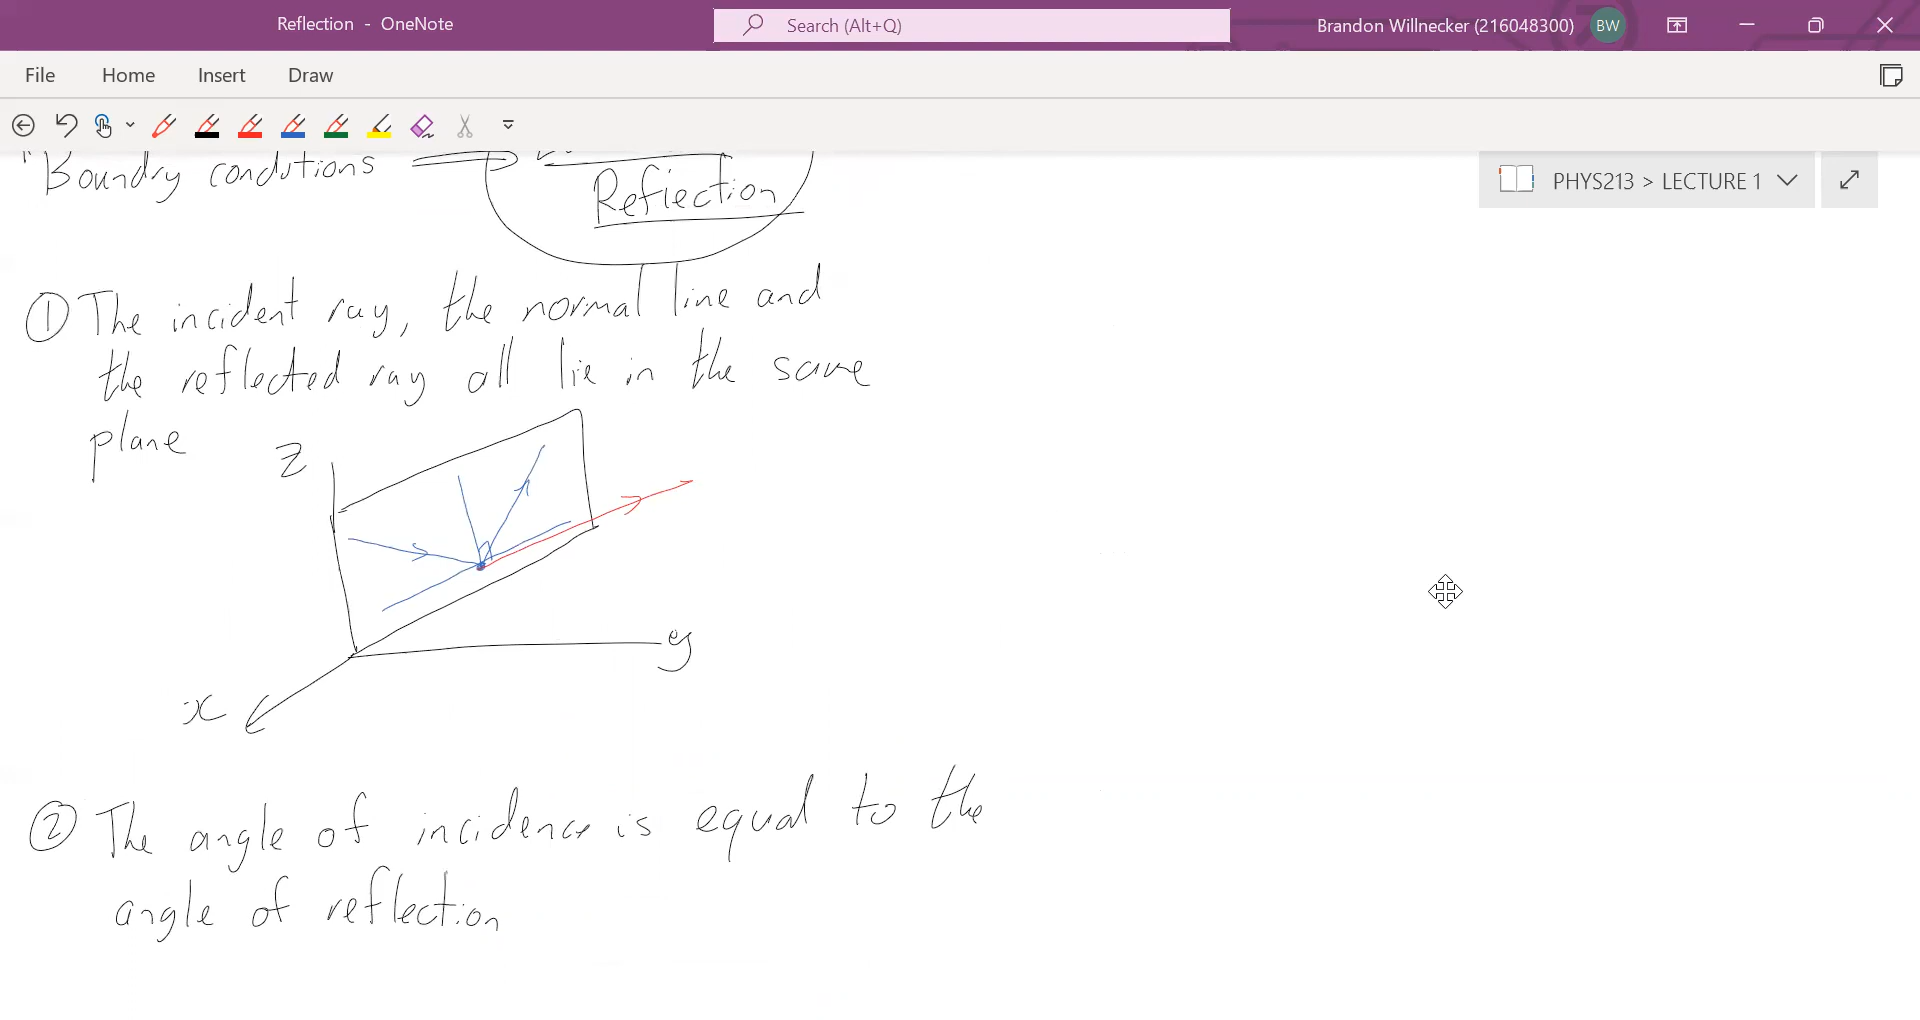 Reflection - OneNote
Search (Alt+Q)
Brandon Willnecker (216048300)
BW
File Home Insert Draw
PHYS213 > LECTURE 1
"Boundry conditions
Reflection
① The incident ray, the normal line and
the reflected ray all lie in the same
plane
z
y
x
② The angle of incidence is equal to the
angle of reflection